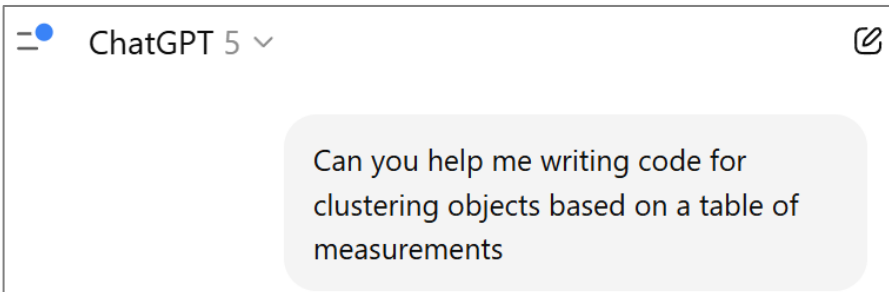 ChatGPT 5
Can you help me writing code for
clustering objects based on a table of
measurements